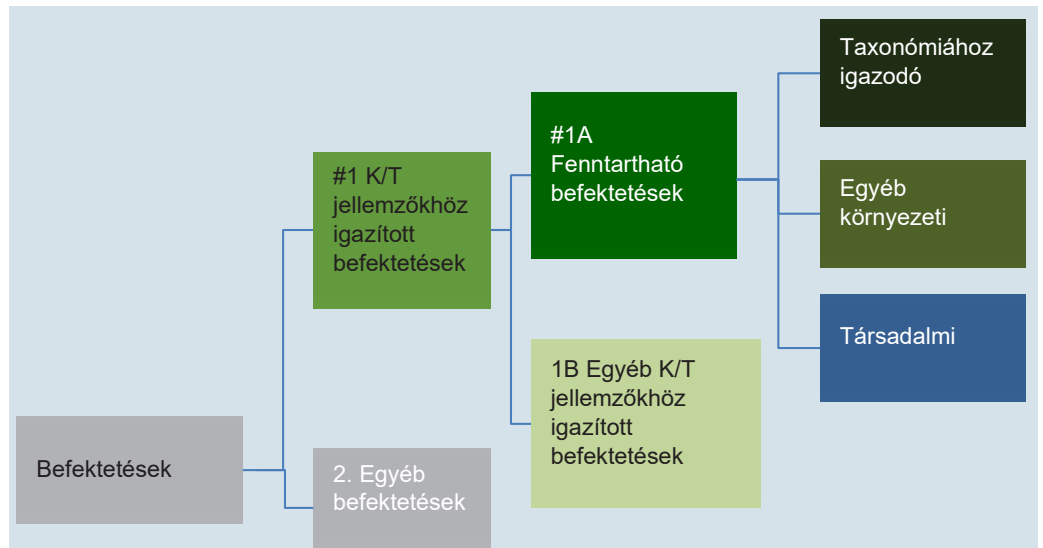 Befektetések
#1 K/T
jellemzőkhöz
igazított
befektetések
2. Egyéb
befektetések
#1A
Fenntartható
befektetések
1B Egyéb K/T
jellemzőkhöz
igazított
befektetések
Taxonómiához
igazodó
Egyéb
környezeti
Társadalmi